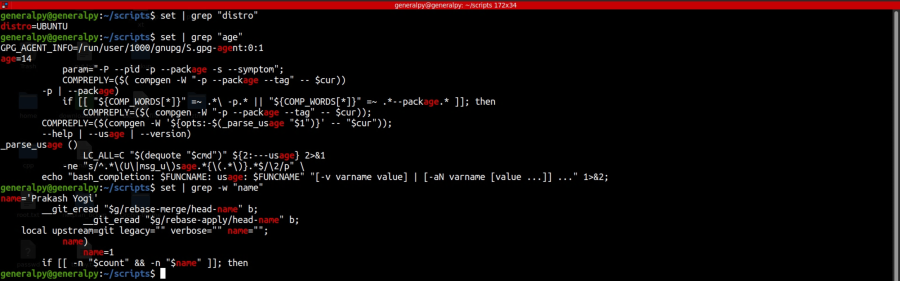 generalpy@generalpy: ~/scripts 172x34
generalpy@generalpy:~/scripts$ set | grep "distro"
distro=UBUNTU
generalpy@generalpy:~/scripts$ set | grep "age"
GPG_AGENT_INFO=/run/user/1000/gnupg/S.gpg-agent:0:1
age=14
param="-P --pid -p --package -s --symptom";
COMPREPLY=($( compgen -W "-p --package --tag" -- $cur))
-p | --package)
if [[ "${COMP_WORDS[*]}" =~ .*\ -p.* || "${COMP_WORDS[*]}" =~ .*--package.* ]]; then
COMPREPLY=($( compgen -W "-p --package --tag" -- $cur));
COMPREPLY=($(compgen -W '${opts:-$(_parse_usage "$1")}' -- "$cur"));
--help | --usage | --version)
_parse_usage ()
LC_ALL=C "$(dequote "$cmd")" ${2:---usage} 2>&1
-ne "s/^.*\(U\|msg_u\)sage.*{\(.*\)}.*$/\2/p" \
echo "bash_completion: $FUNCNAME: usage: $FUNCNAME" "[-v varname value] | [-aN varname [value ...]] ..." 1>&2;
generalpy@generalpy:~/scripts$ set | grep -w "name"
name='Prakash Yogi'
__git_eread "$g/rebase-merge/head-name" b;
__git_eread "$g/rebase-apply/head-name" b;
local upstream=git legacy="" verbose="" name="";
name)
name=1
if [[ -n "$count" && -n "$name" ]]; then
generalpy@generalpy:~/scripts$